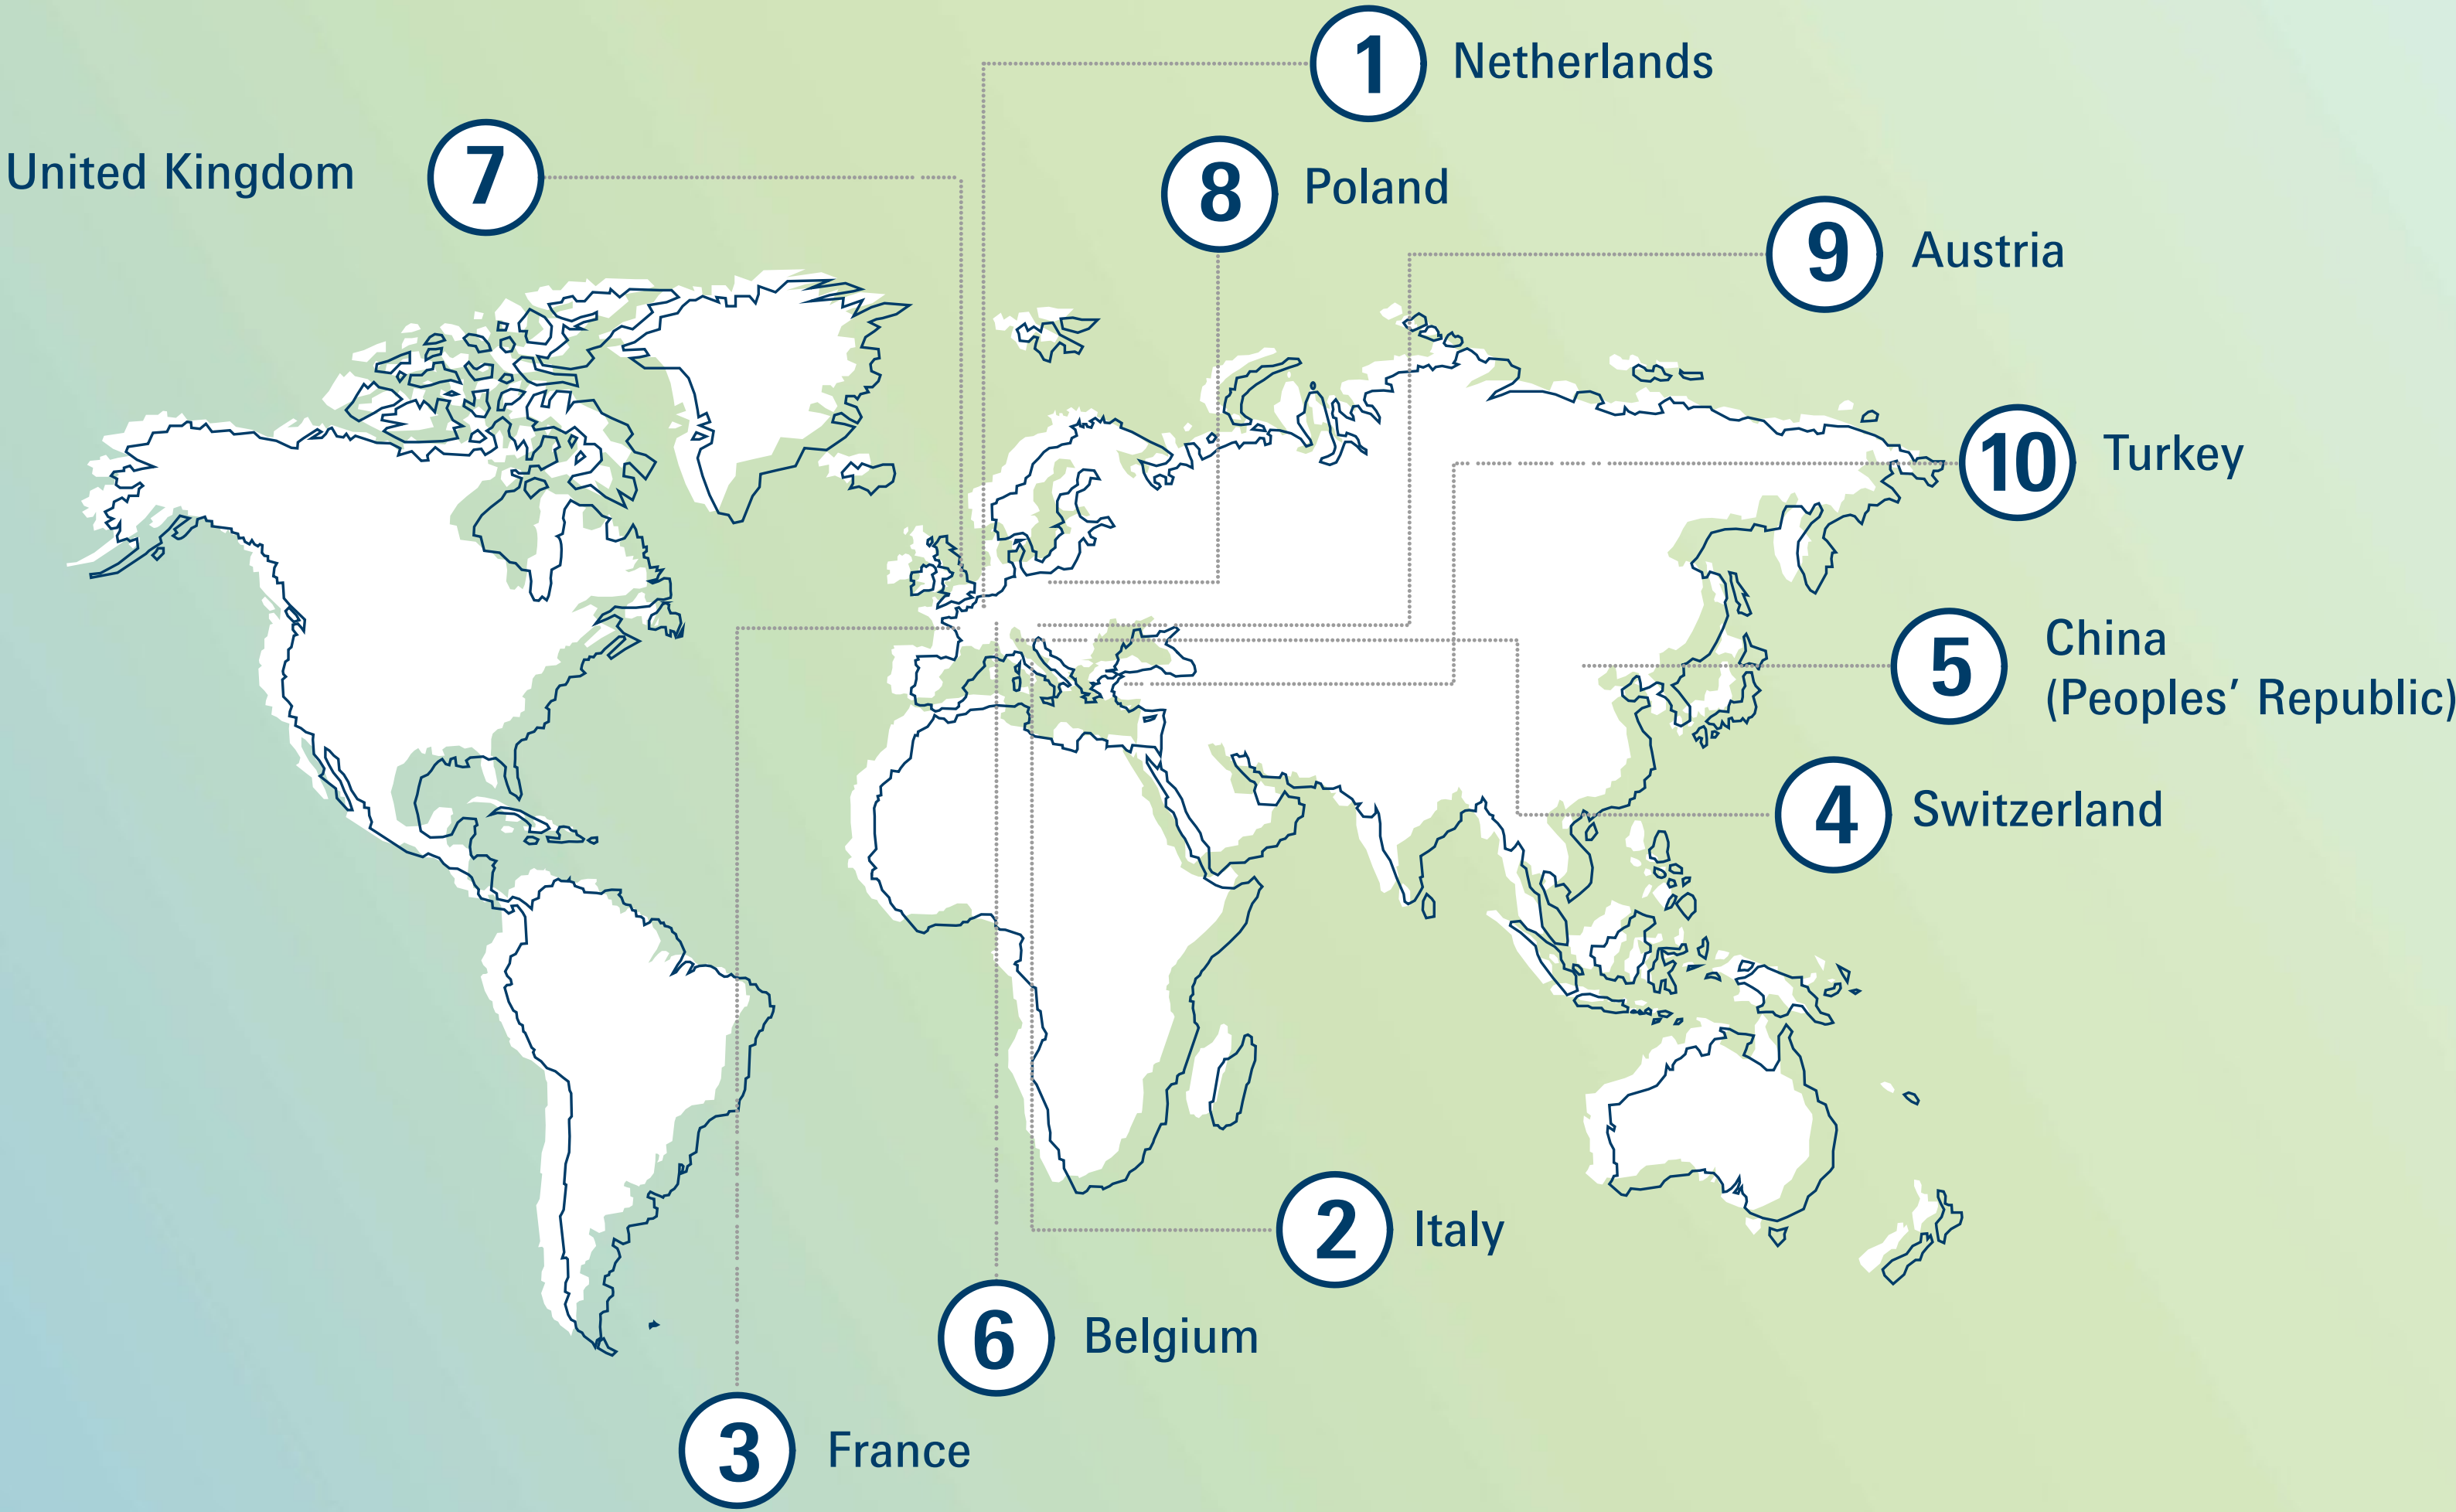 1 Netherlands
United Kingdom 7
8 Poland
9 Austria
10 Turkey
5 China
(Peoples’ Republic)
4 Switzerland
2 Italy
6 Belgium
3 France